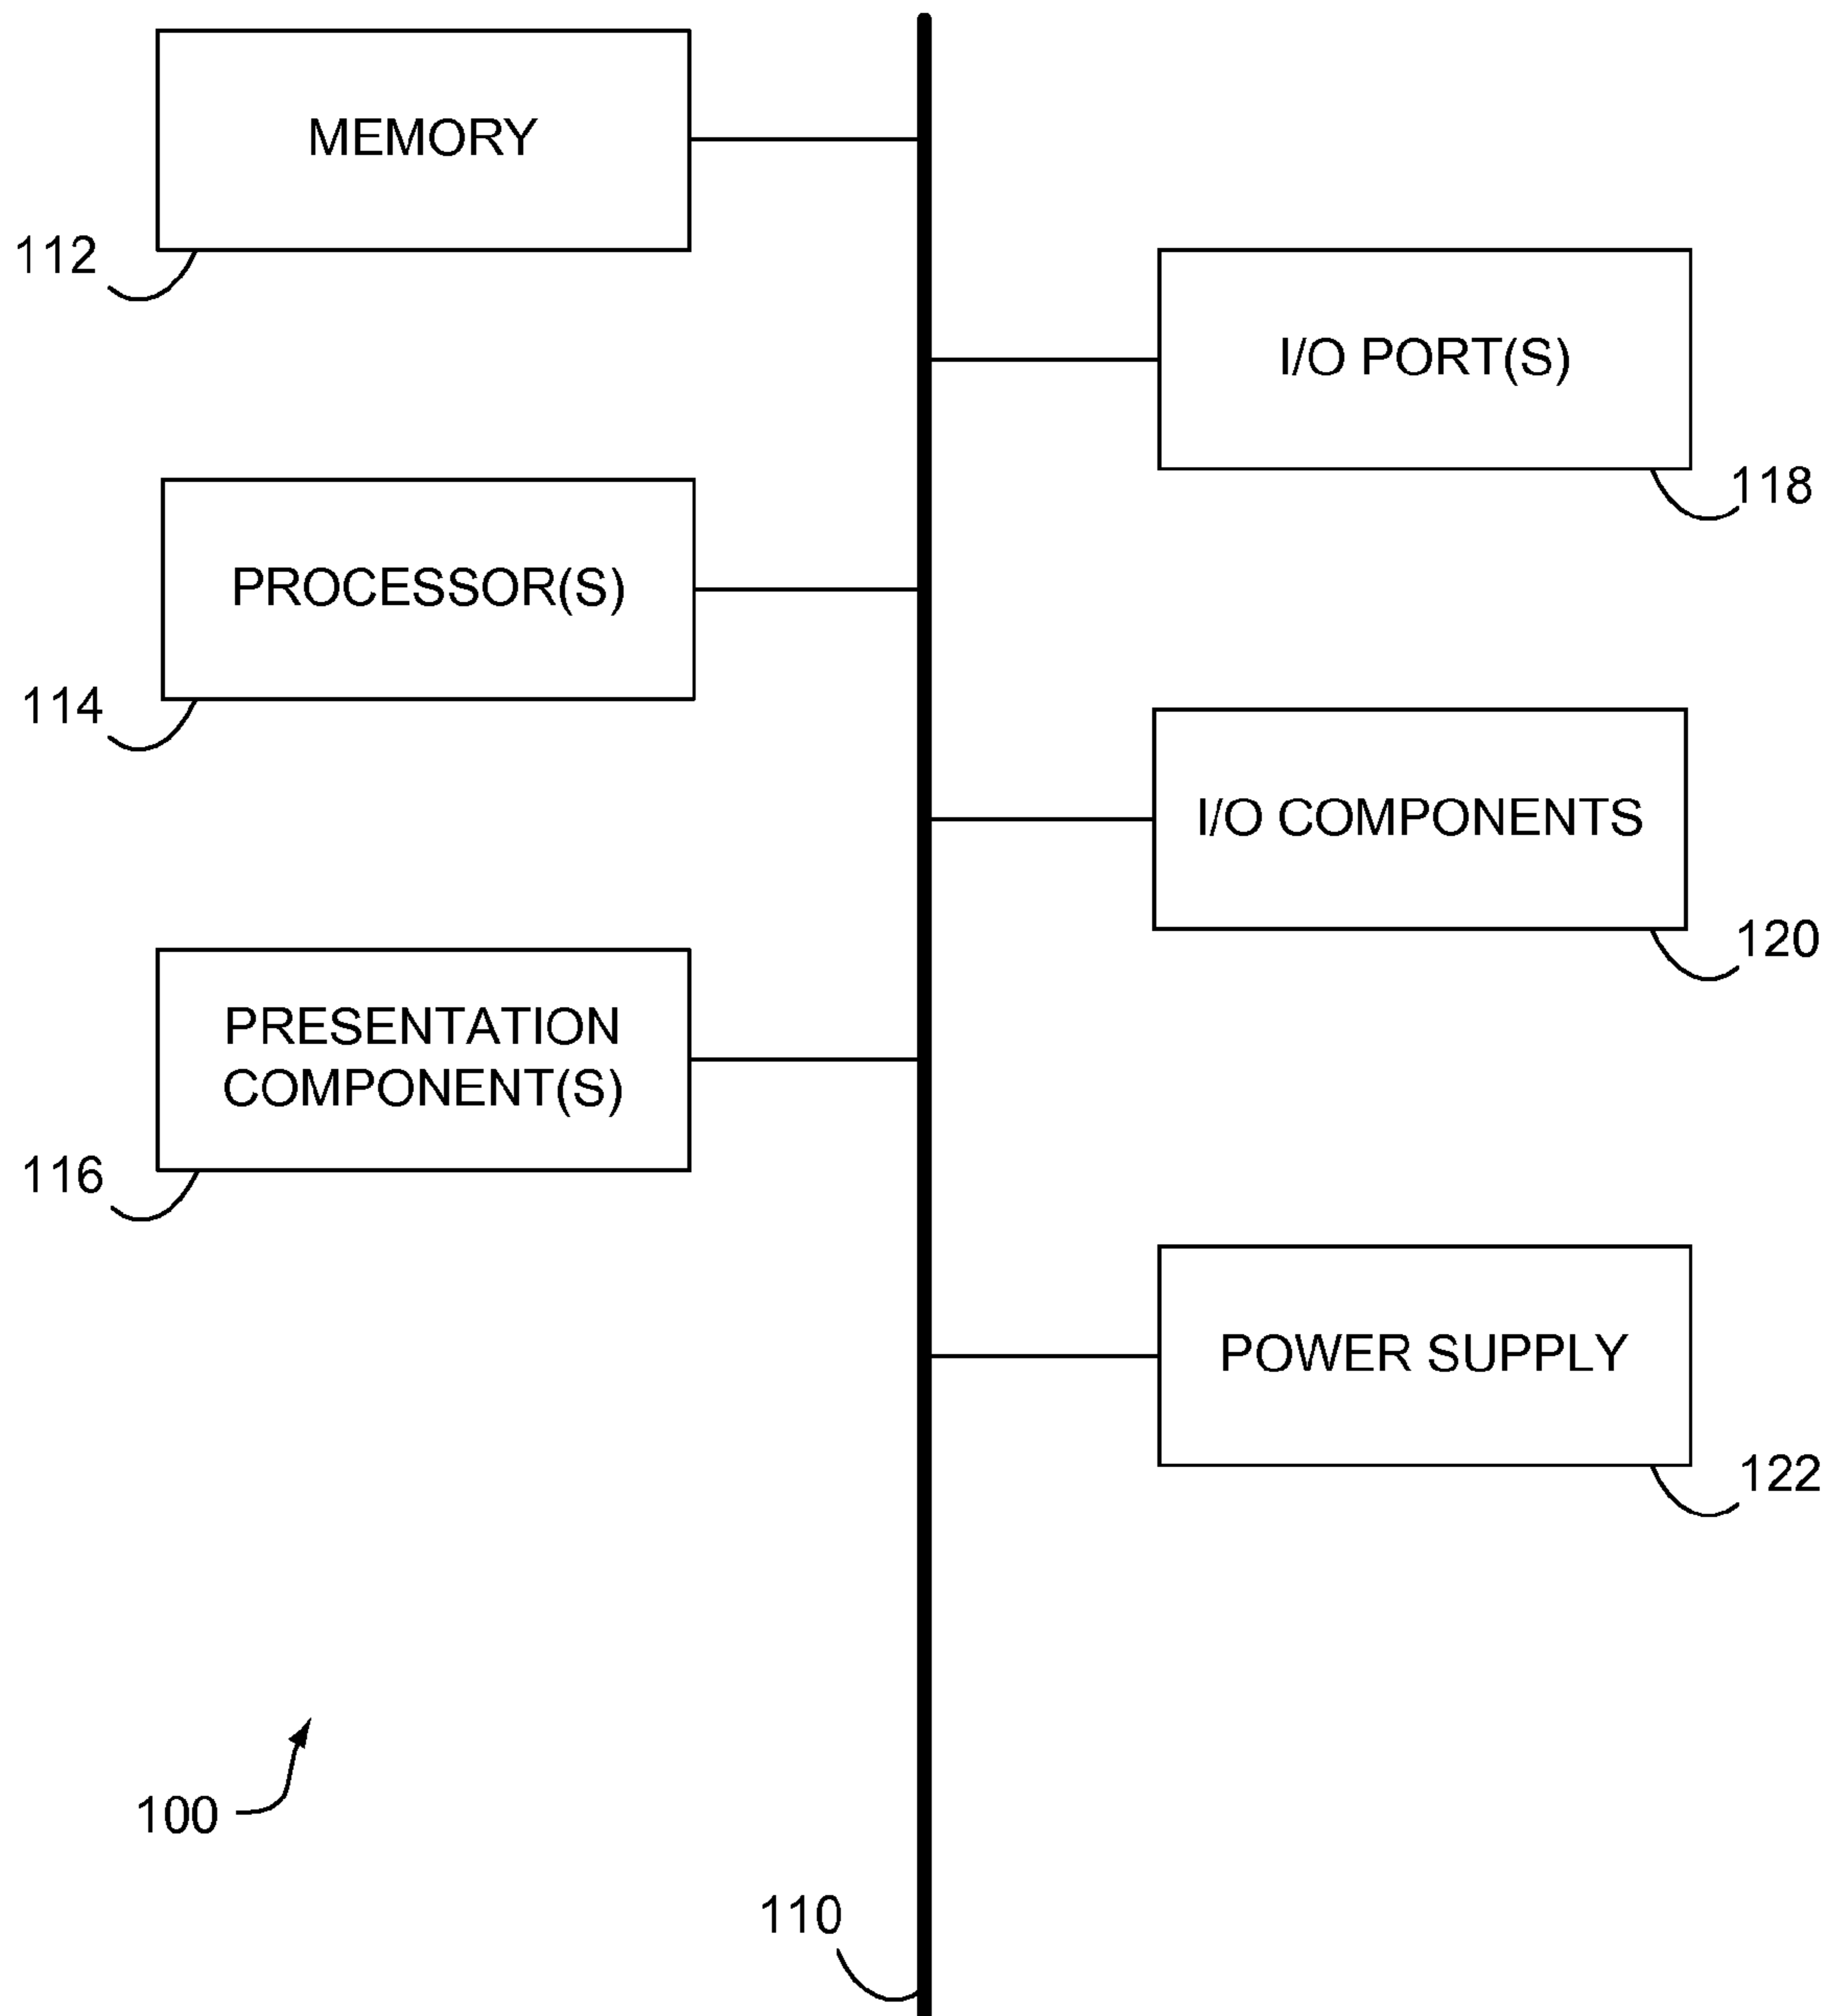 MEMORY
112
I/O PORT(S)
118
PROCESSOR(S)
114
I/O COMPONENTS
120
PRESENTATION
COMPONENT(S)
116
POWER SUPPLY
122
100
110